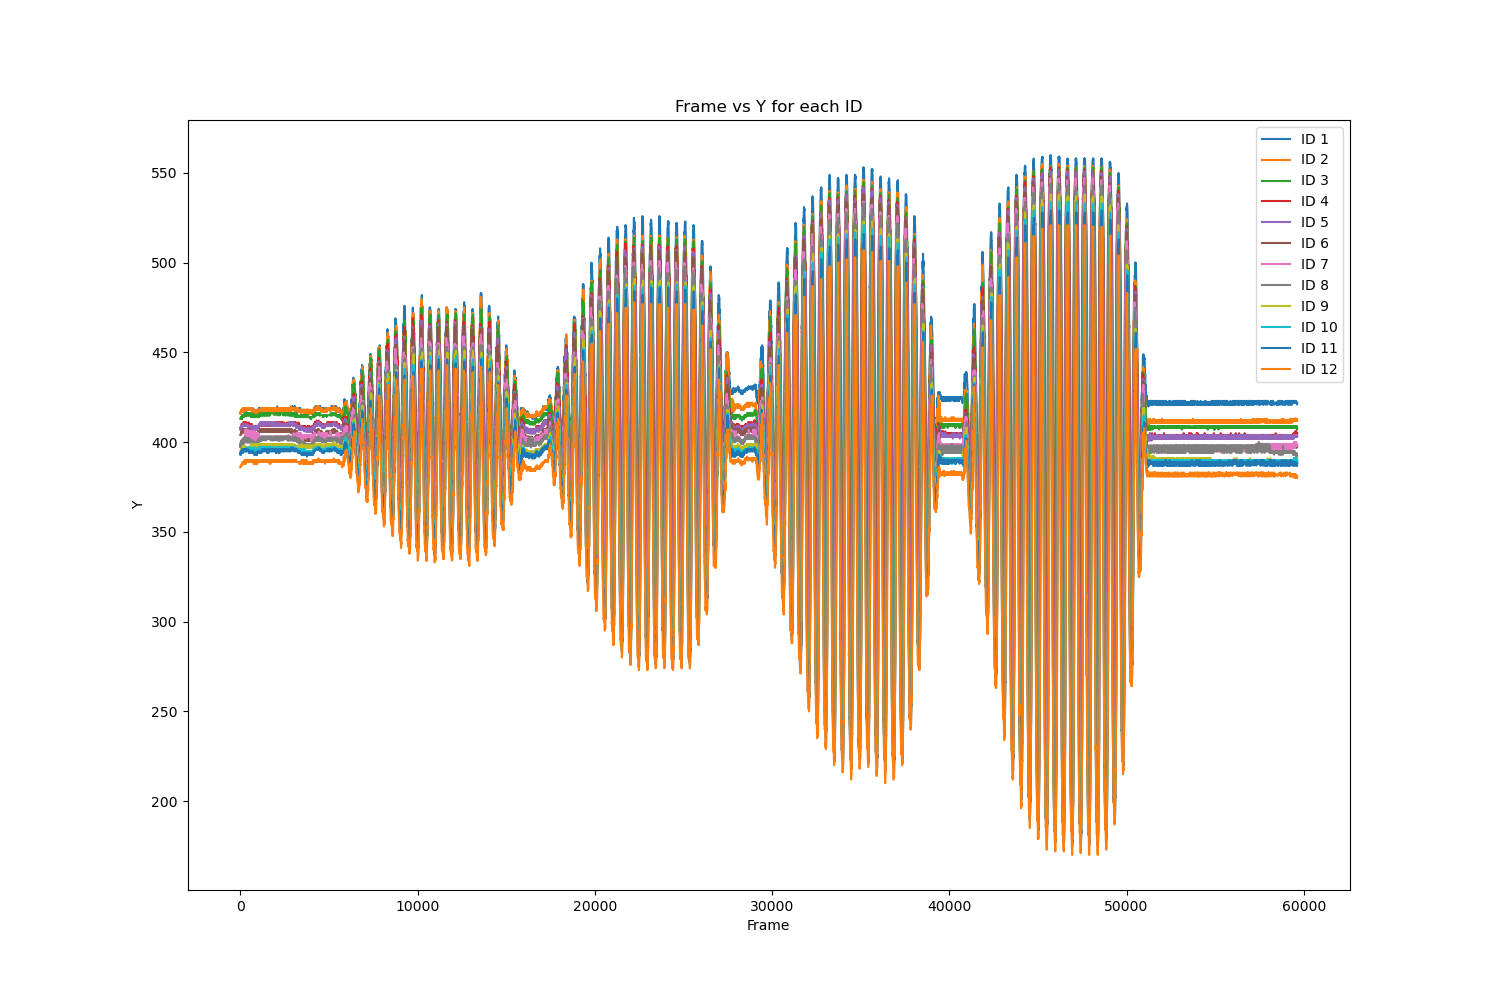 Frame vs Y for each ID
550
500
450
400
350
300
250
200
Y
0 10000 20000 30000 40000 50000 60000
Frame
ID 1
ID 2
ID 3
ID 4
ID 5
ID 6
ID 7
ID 8
ID 9
ID 10
ID 11
ID 12